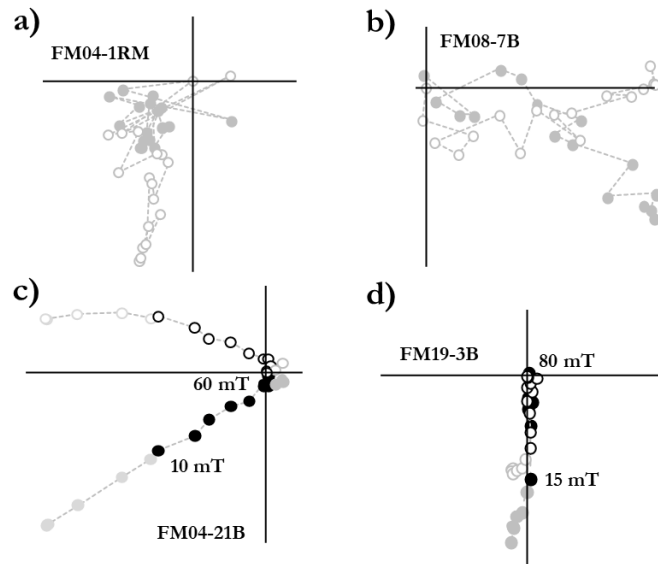 a)
FM04-1RM
b)
FM08-7B
c)
60 mT
10 mT
FM04-21B
d)
FM19-3B
80 mT
15 mT